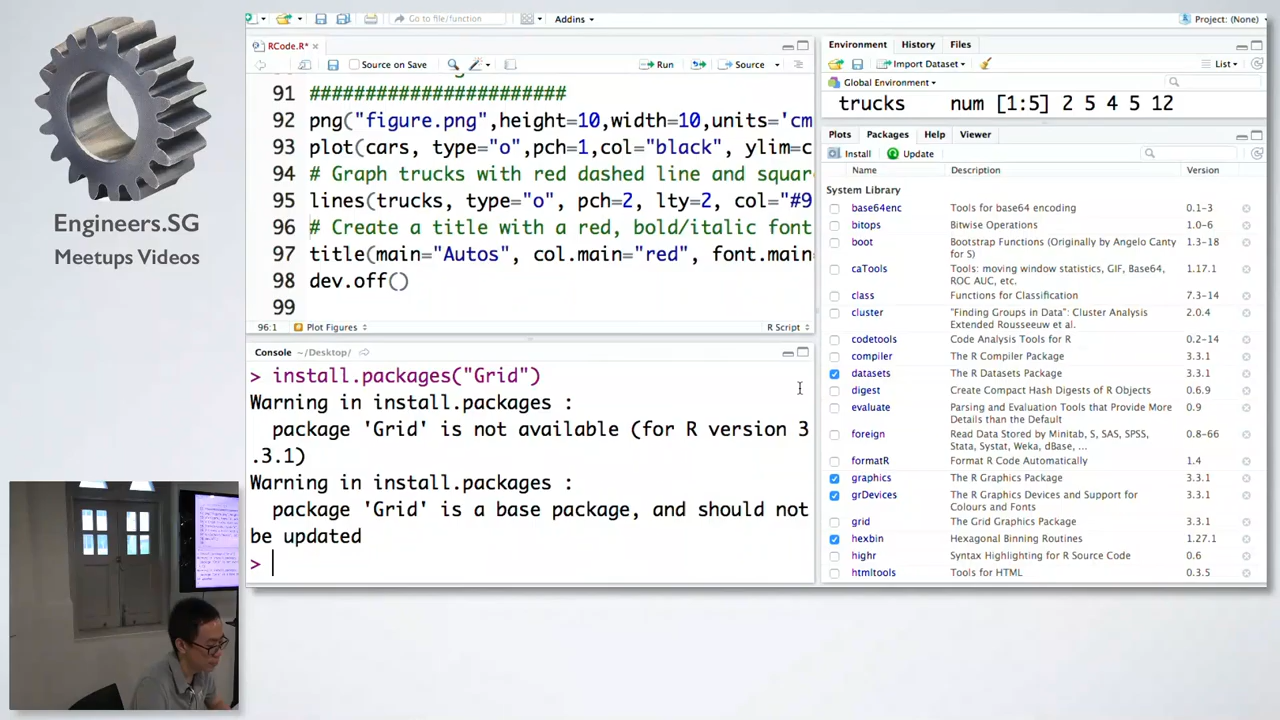 Go to file/function
Addins
Project: (None)
RCode.R*
Source on Save
Run
Source
91 ######################
92 png("figure.png",height=10,width=10,units='cm
93 plot(cars, type="o",pch=1,col="black", ylim=c
94 # Graph trucks with red dashed line and squar
95 lines(trucks, type="o", pch=2, lty=2, col="#9
96 # Create a title with a red, bold/italic font
97 title(main="Autos", col.main="red", font.main
98 dev.off()
99
96:1
Plot Figures
R Script
Console ~/Desktop/
> install.packages("Grid")
Warning in install.packages :
package 'Grid' is not available (for R version 3
.3.1)
Warning in install.packages :
package 'Grid' is a base package, and should not
be updated
>
Environment History Files
Import Dataset
List
Global Environment
trucks num [1:5] 2 5 4 5 12
Plots Packages Help Viewer
Install Update
Name Description Version
System Library
base64enc Tools for base64 encoding 0.1-3
bitops Bitwise Operations 1.0-6
boot Bootstrap Functions (Originally by Angelo Canty 1.3-18
for S)
caTools Tools: moving window statistics, GIF, Base64, 1.17.1
ROC AUC, etc.
class Functions for Classification 7.3-14
cluster "Finding Groups in Data": Cluster Analysis 2.0.4
Extended Rousseeuw et al.
codetools Code Analysis Tools for R 0.2-14
compiler The R Compiler Package 3.3.1
datasets The R Datasets Package 3.3.1
digest Create Compact Hash Digests of R Objects 0.6.9
evaluate Parsing and Evaluation Tools that Provide More 0.9
Details than the Default
foreign Read Data Stored by Minitab, S, SAS, SPSS, 0.8-66
Stata, Systat, Weka, dBase, ...
formatR Format R Code Automatically 1.4
graphics The R Graphics Package 3.3.1
grDevices The R Graphics Devices and Support for 3.3.1
Colours and Fonts
grid The Grid Graphics Package 3.3.1
hexbin Hexagonal Binning Routines 1.27.1
highr Syntax Highlighting for R Source Code 0.6
htmltools Tools for HTML 0.3.5
Engineers.SG
Meetups Videos